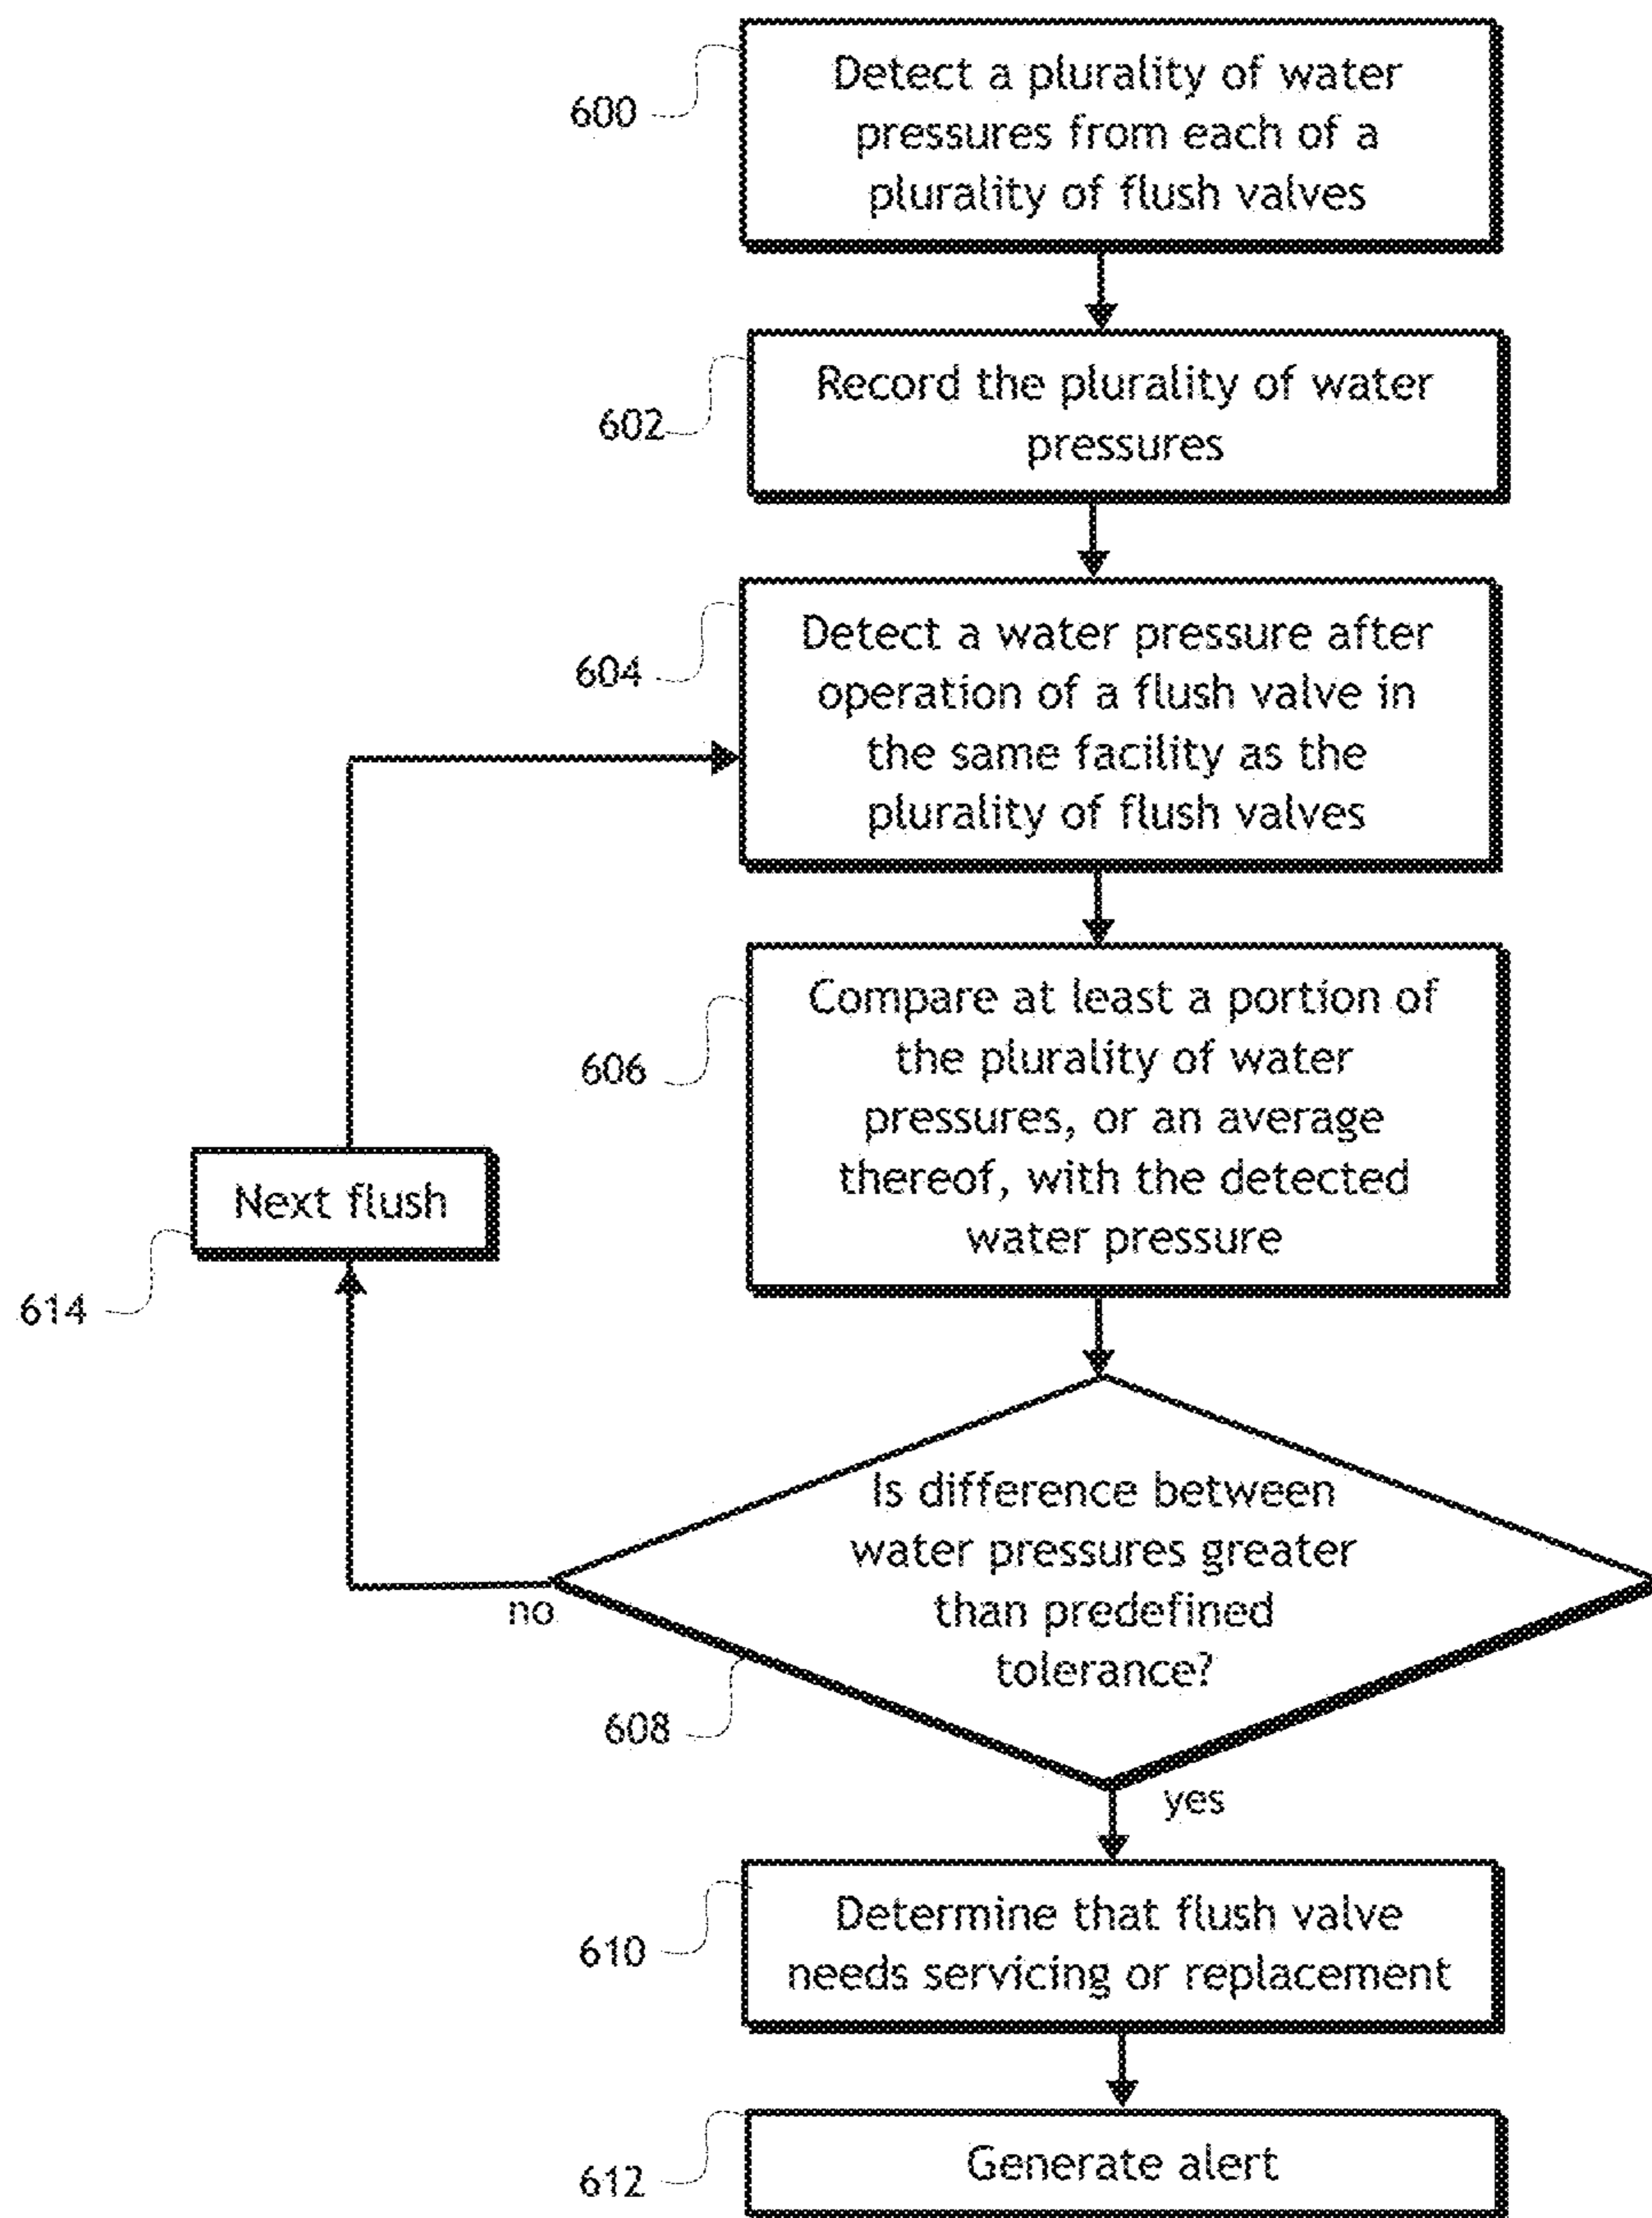 600
Detect a plurality of water
pressures from each of a
plurality of flush valves
602
Record the plurality of water
pressures
604
Detect a water pressure after
operation of a flush valve in
the same facility as the
plurality of flush valves
606
Compare at least a portion of
the plurality of water
pressures, or an average
thereof, with the detected
water pressure
Next flush
614
Is difference between
water pressures greater
than predefined
tolerance?
no
608
yes
610
Determine that flush valve
needs servicing or replacement
612
Generate alert